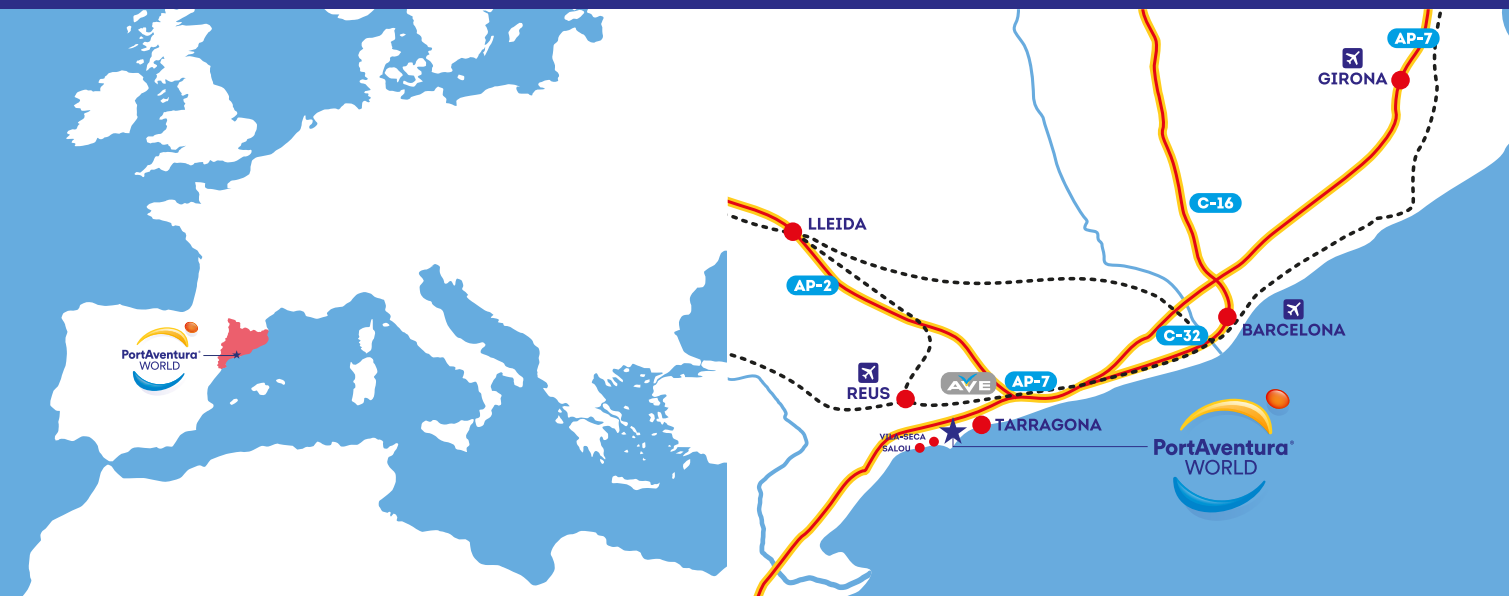 PortAventura®
WORLD
AP-7
GIRONA
C-16
LLEIDA
AP-2
BARCELONA
C-32
REUS
AVE
AP-7
TARRAGONA
VILA-SECA
SALOU
PortAventura®
WORLD